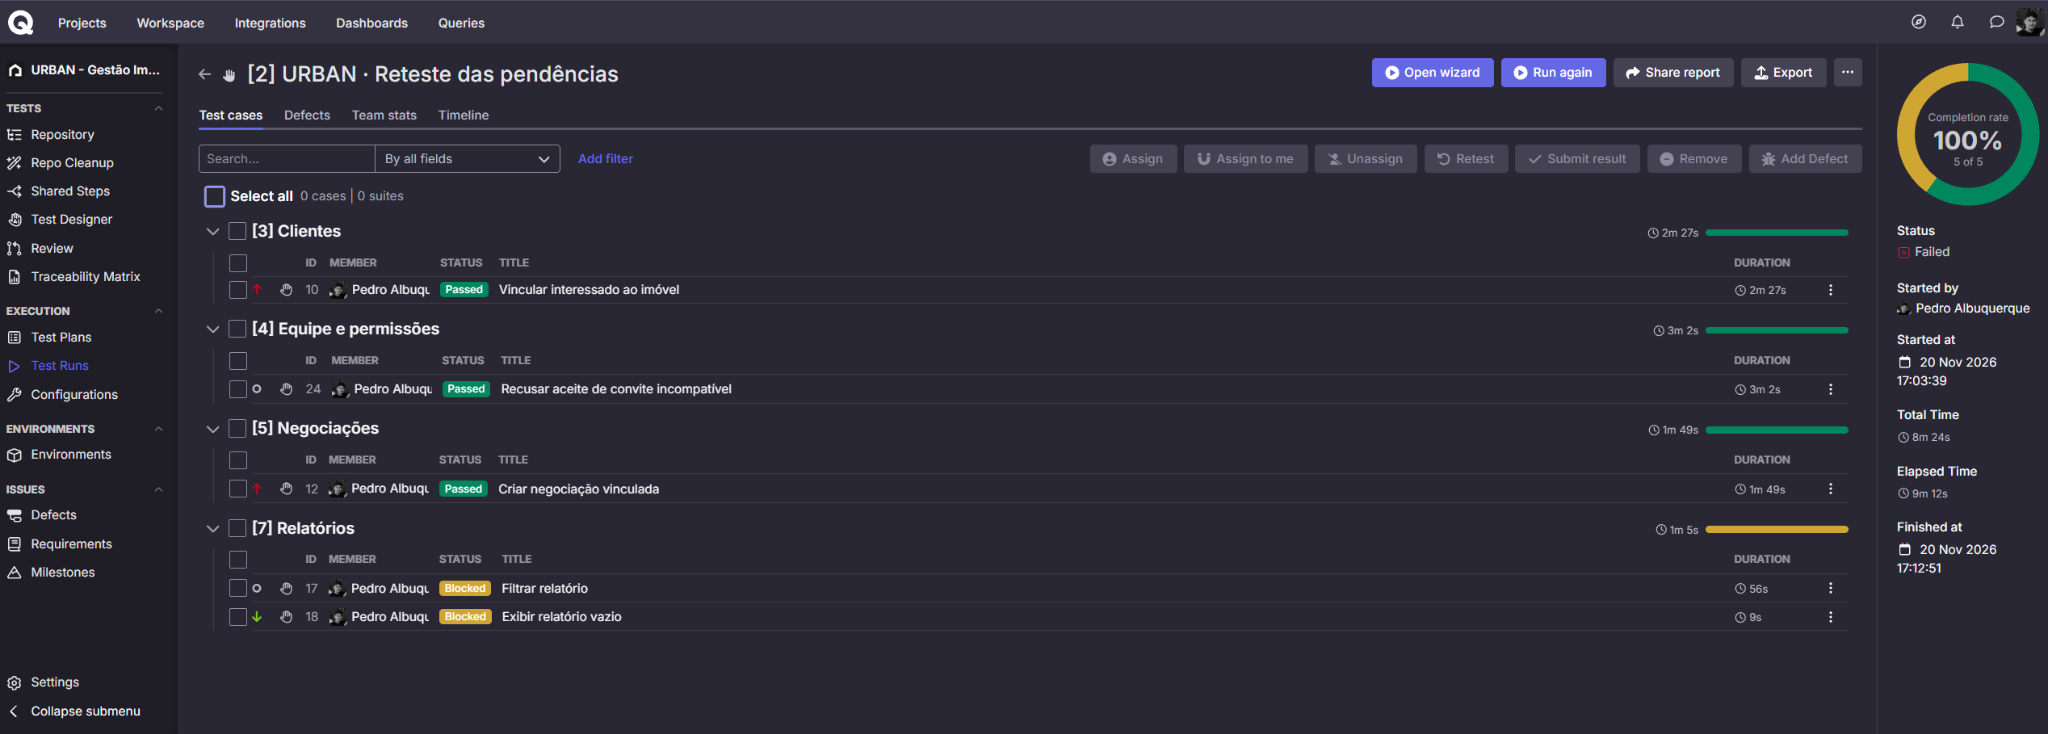 Projects Workspace Integrations Dashboards Queries
URBAN - Gestão Im...
TESTS
Repository
Repo Cleanup
Shared Steps
Test Designer
Review
Traceability Matrix
EXECUTION
Test Plans
Test Runs
Configurations
ENVIRONMENTS
Environments
ISSUES
Defects
Requirements
Milestones
Settings
Collapse submenu
[2] URBAN · Reteste das pendências
Open wizard Run again Share report Export ...
Test cases Defects Team stats Timeline
Search... By all fields Add filter
Assign Assign to me Unassign Retest Submit result Remove Add Defect
Select all 0 cases | 0 suites
[3] Clientes 2m 27s
ID MEMBER STATUS TITLE DURATION
10 Pedro Albuqu Passed Vincular interessado ao imóvel 2m 27s
[4] Equipe e permissões 3m 2s
ID MEMBER STATUS TITLE DURATION
24 Pedro Albuqu Passed Recusar aceite de convite incompatível 3m 2s
[5] Negociações 1m 49s
ID MEMBER STATUS TITLE DURATION
12 Pedro Albuqu Passed Criar negociação vinculada 1m 49s
[7] Relatórios 1m 5s
ID MEMBER STATUS TITLE DURATION
17 Pedro Albuqu Blocked Filtrar relatório 56s
18 Pedro Albuqu Blocked Exibir relatório vazio 9s
Completion rate
100%
5 of 5
Status
Failed
Started by
Pedro Albuquerque
Started at
20 Nov 2026
17:03:39
Total Time
8m 24s
Elapsed Time
9m 12s
Finished at
20 Nov 2026
17:12:51